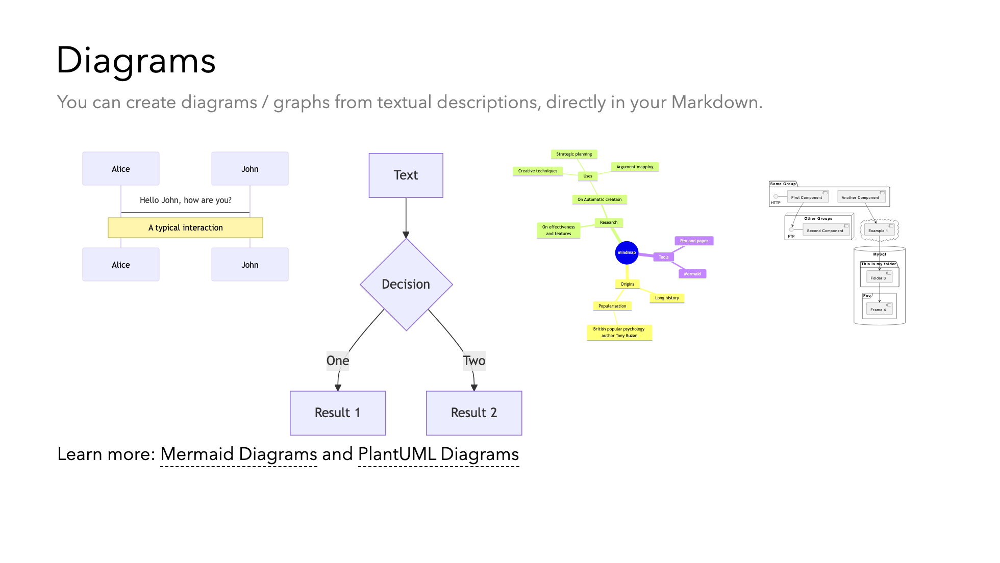 Diagrams
You can create diagrams / graphs from textual descriptions, directly in your Markdown.
Alice
John
Hello John, how are you?
A typical interaction
Alice
John
Text
Decision
One
Two
Result 1
Result 2
Strategic planning
Creative techniques
Argument mapping
Uses
On Automatic creation
On effectiveness
and features
Research
mindmap
Pen and paper
Tools
Mermaid
Origins
Long history
Popularisation
British popular psychology
author Tony Buzan
Some Group
First Component
Another Component
HTTP
Other Groups
Second Component
FTP
Example 1
MySql
This is my folder
Folder 3
Foo
Frame 4
Learn more: Mermaid Diagrams and PlantUML Diagrams